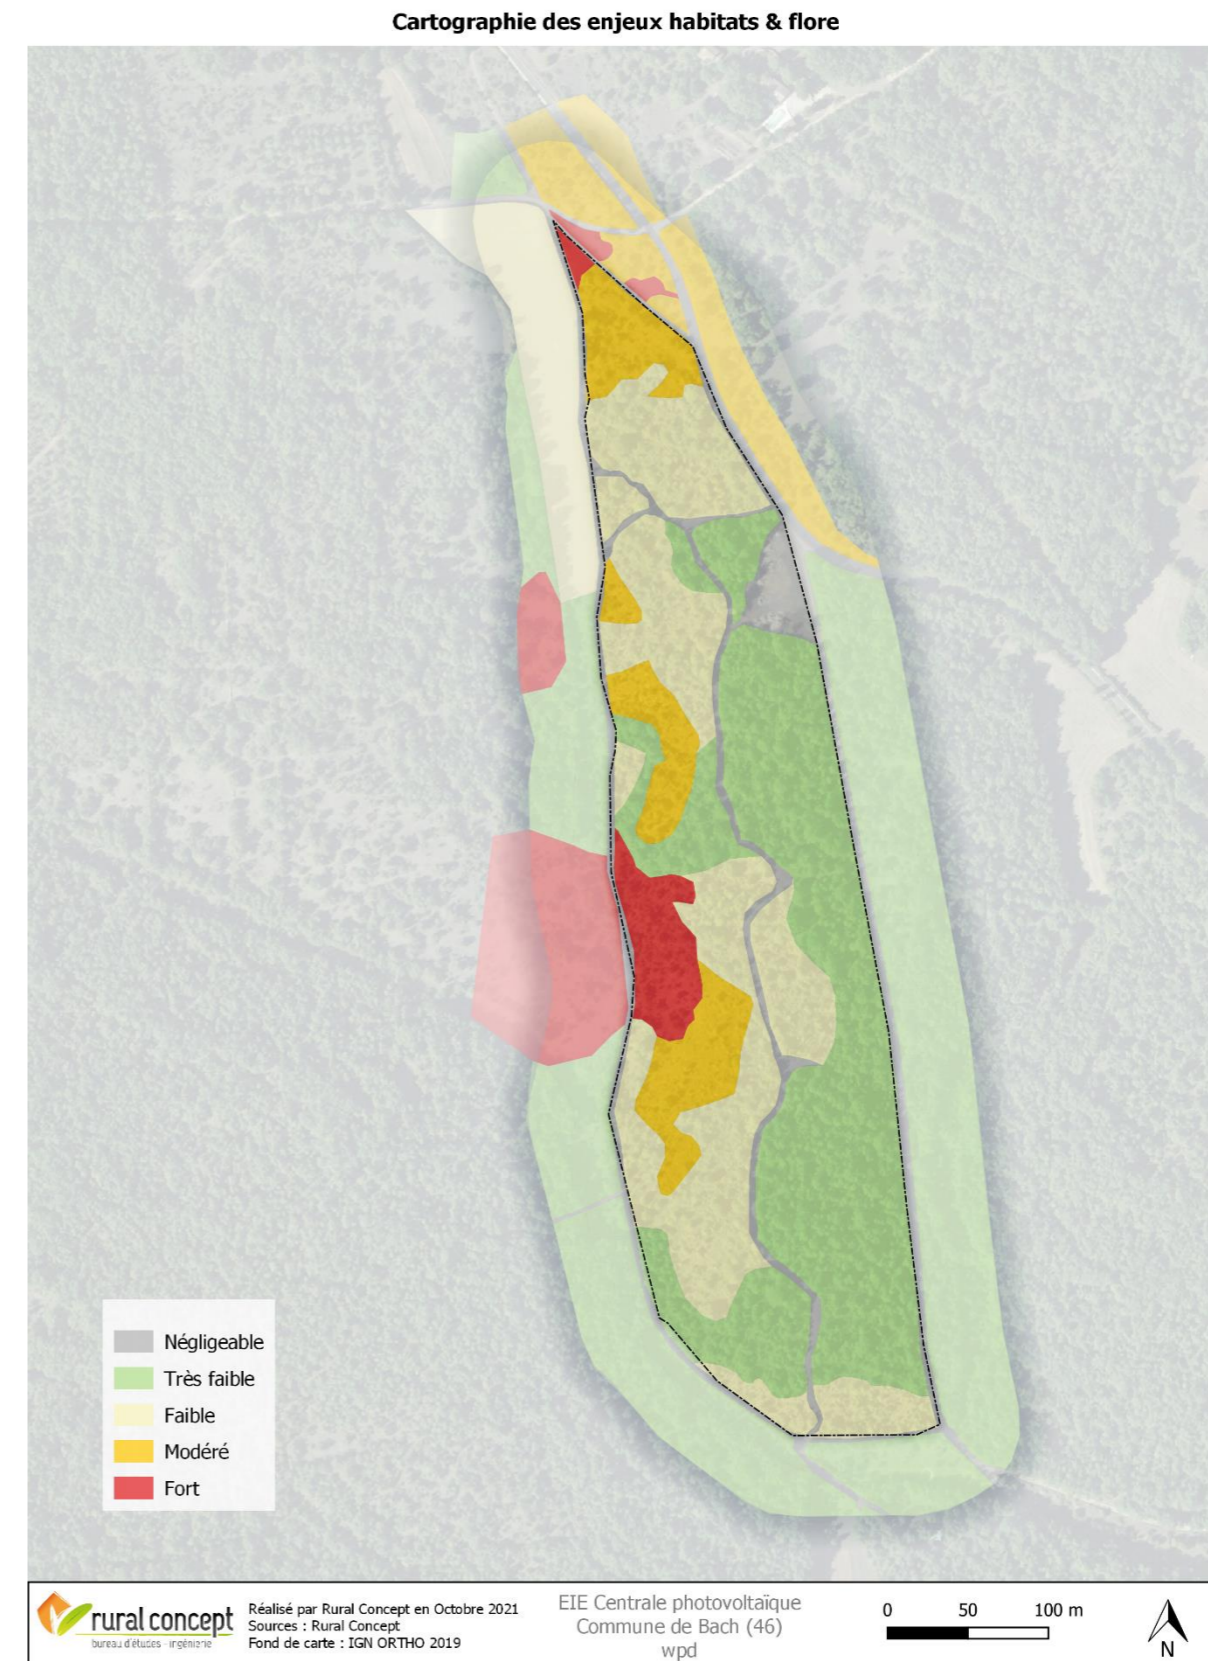 Cartographie des enjeux habitats & flore
Négligeable
Très faible
Faible
Modéré
Fort
rural concept
bureau d'études - ingénierie
Réalisé par Rural Concept en Octobre 2021
Sources : Rural Concept
Fond de carte : IGN ORTHO 2019
EIE Centrale photovoltaïque
Commune de Bach (46)
wpd
0 50 100 m
N